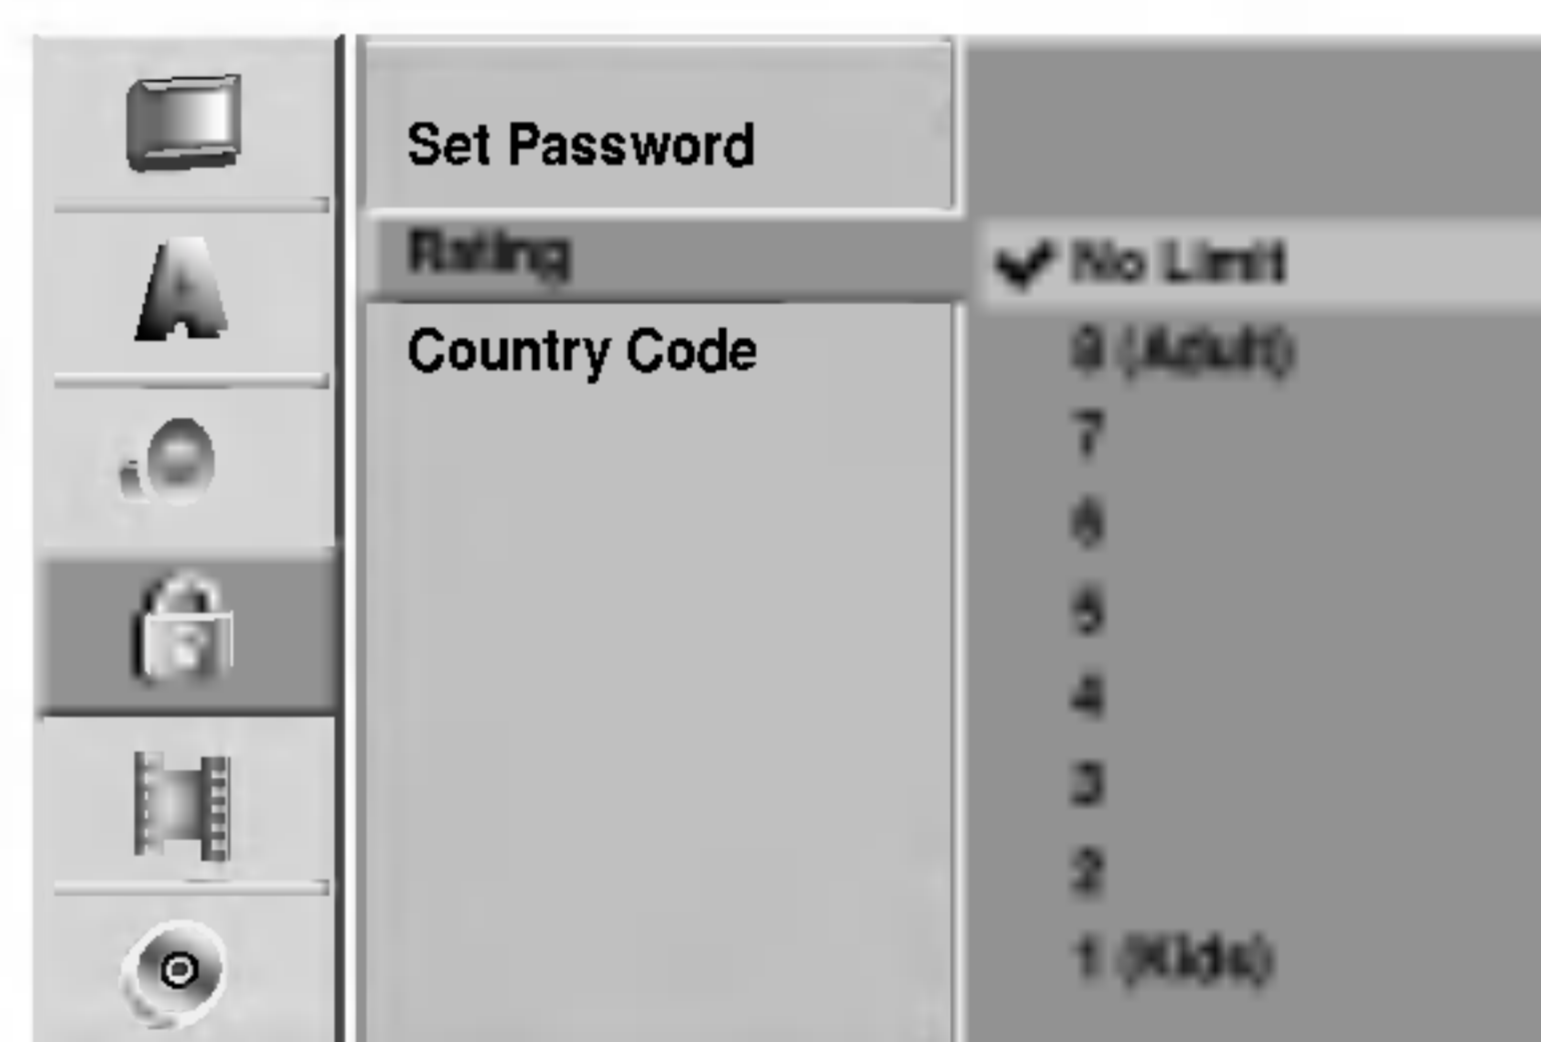 Set Password
Rating
No Limit
8 (Adult)
Country Code
7
6
5
4
3
2
1 (Kids)